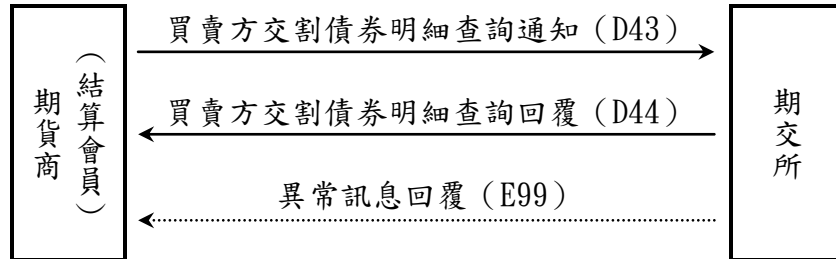 期貨商
（結算會員）
買賣方交割債券明細查詢通知（D43）
買賣方交割債券明細查詢回覆（D44）
異常訊息回覆（E99）
期交所